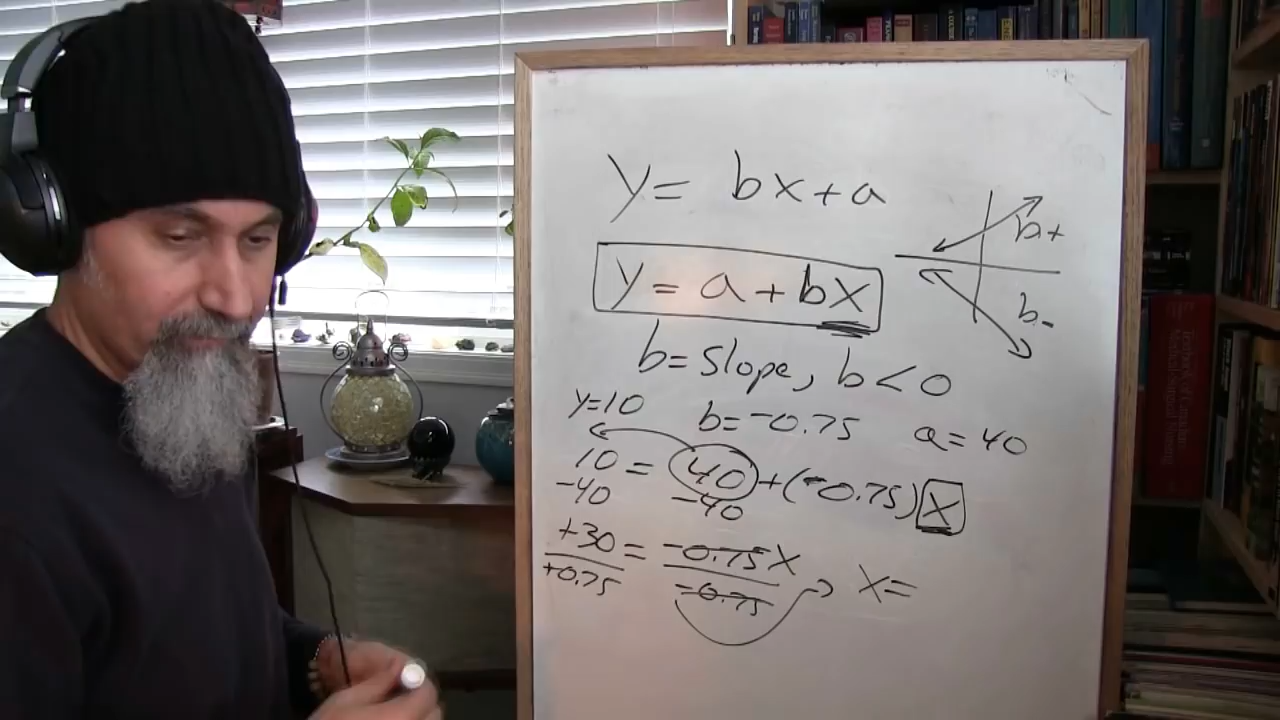 y = bx + a
b+
y = a + bx
b-
b = slope, b < 0
y=10 b = -0.75 a = 40
10 = 40 + (-0.75)x
-40 -40
+30 = -0.75x
+0.75 -0.75 x =